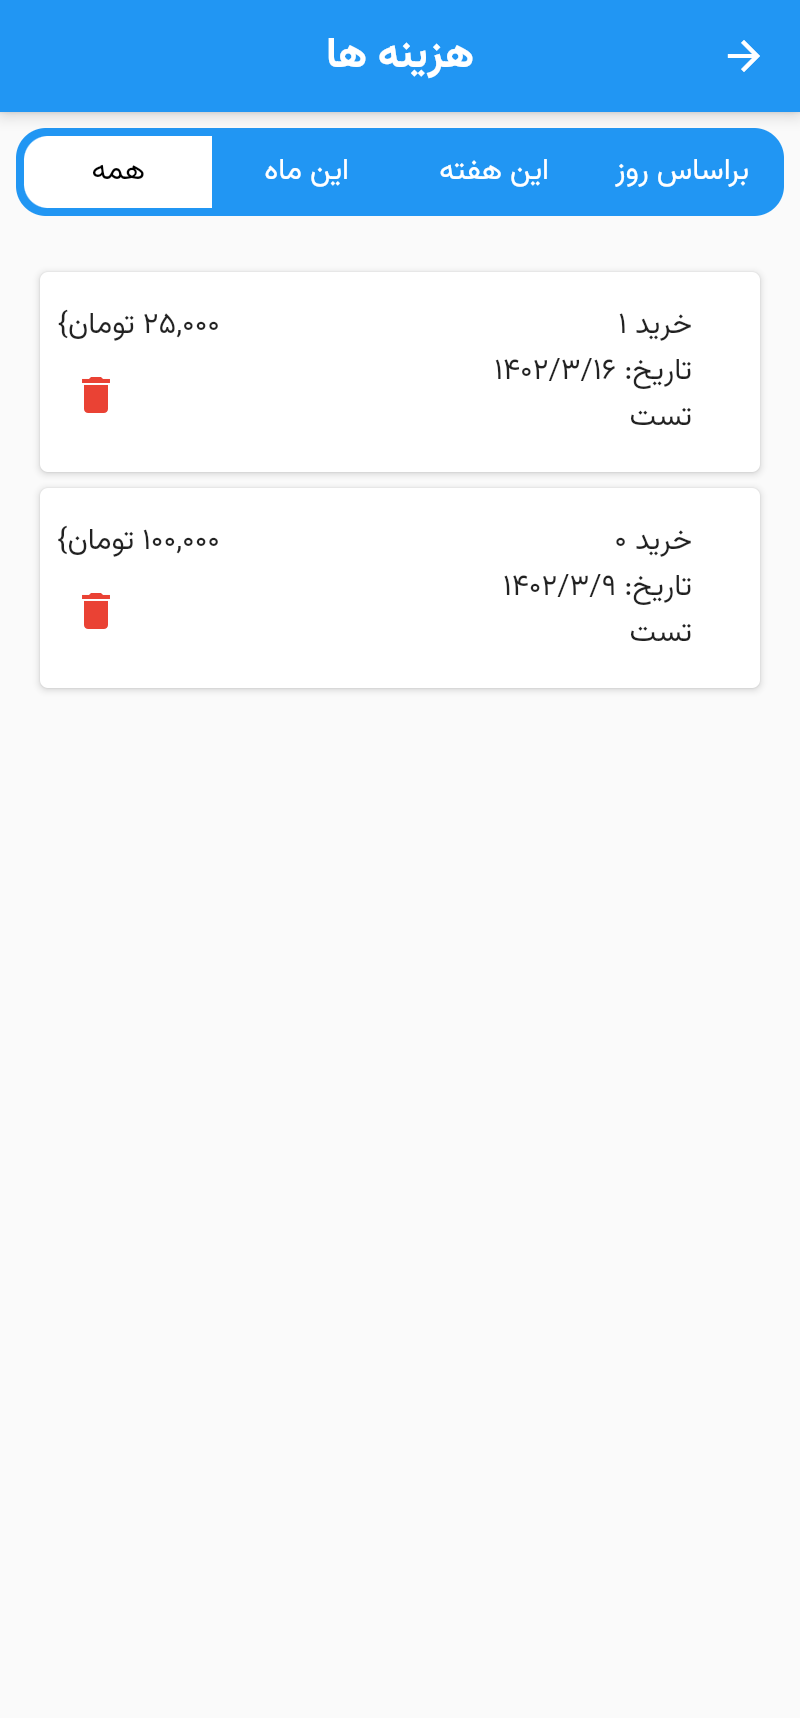 هزینه ها
براساس روز
این هفته
این ماه
همه
خرید ۱
۲۵,۰۰۰ تومان}
تاریخ: ۱۴۰۲/۳/۱۶
تست
خرید ۰
۱۰۰,۰۰۰ تومان}
تاریخ: ۱۴۰۲/۳/۹
تست